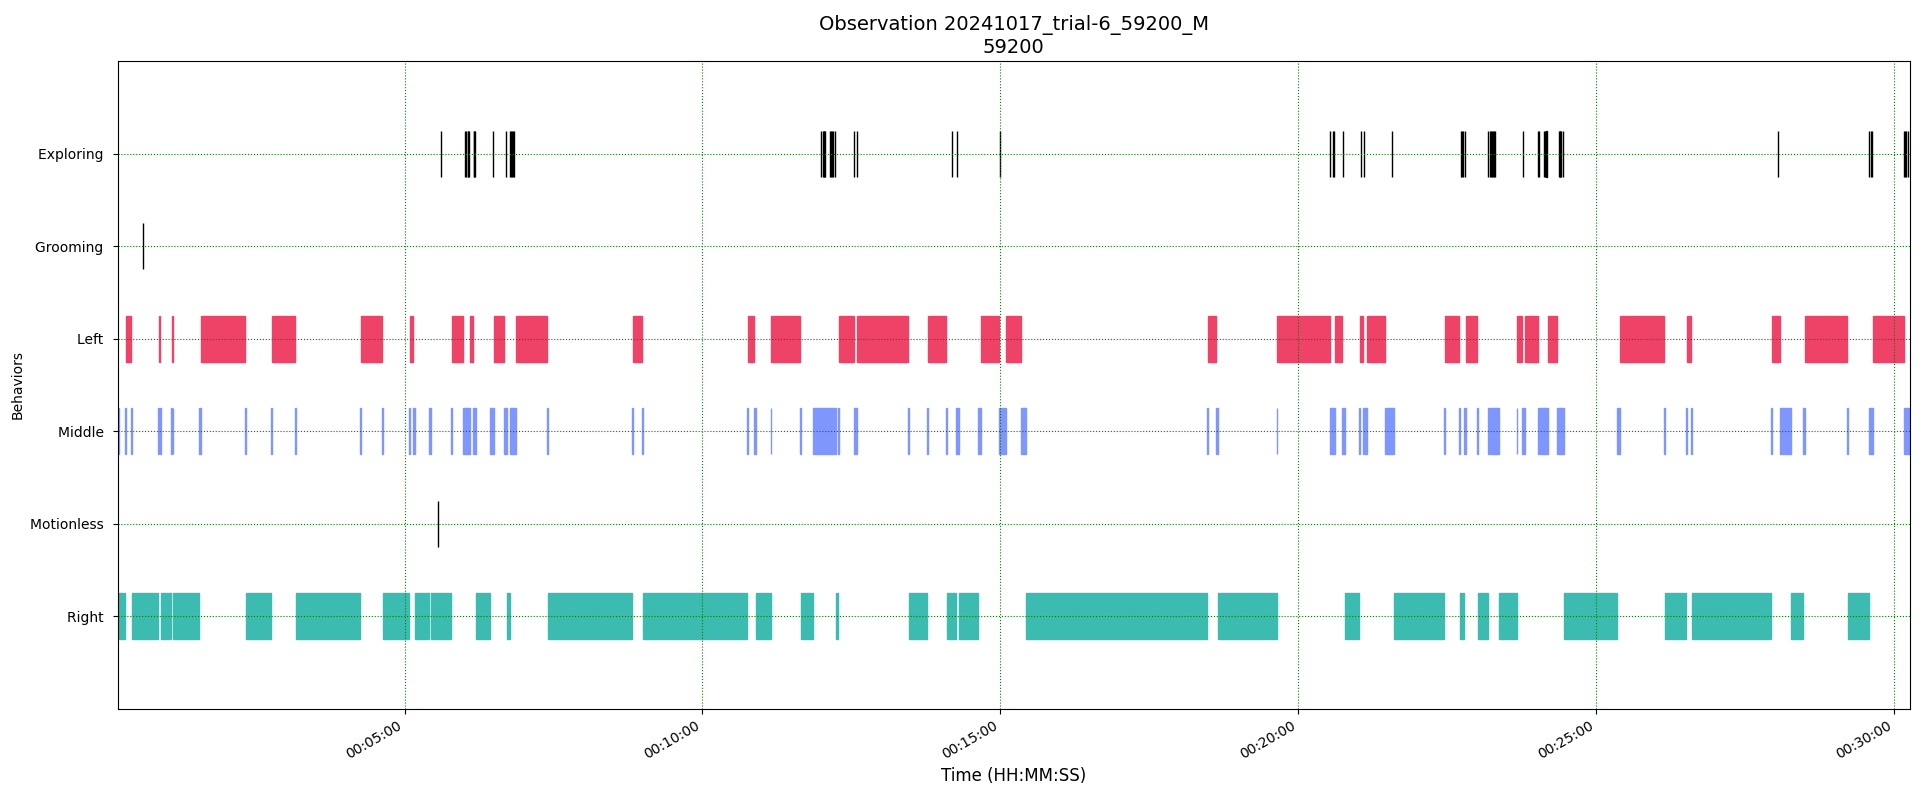 Observation 20241017_trial-6_59200_M
59200
Exploring
Grooming
Left
Behaviors
Middle
Motionless
Right
00:05:00
00:10:00
00:15:00
00:20:00
00:25:00
00:30:00
Time (HH:MM:SS)